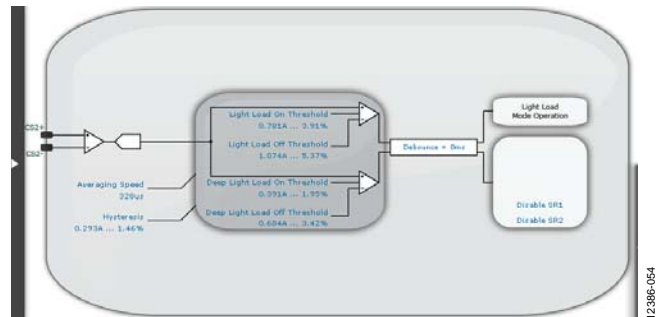 CS2+
CS2-
Light Load On Threshold
0.781A ... 3.91%
Light Load Off Threshold
1.074A ... 5.37%
Deep Light Load On Threshold
0.391A ... 1.95%
Deep Light Load Off Threshold
0.684A ... 3.42%
Averaging Speed
328us
Hysteresis
0.293A ... 1.46%
Debounce = 0ms
Light Load
Mode Operation
Disable SR1
Disable SR2
12386-054